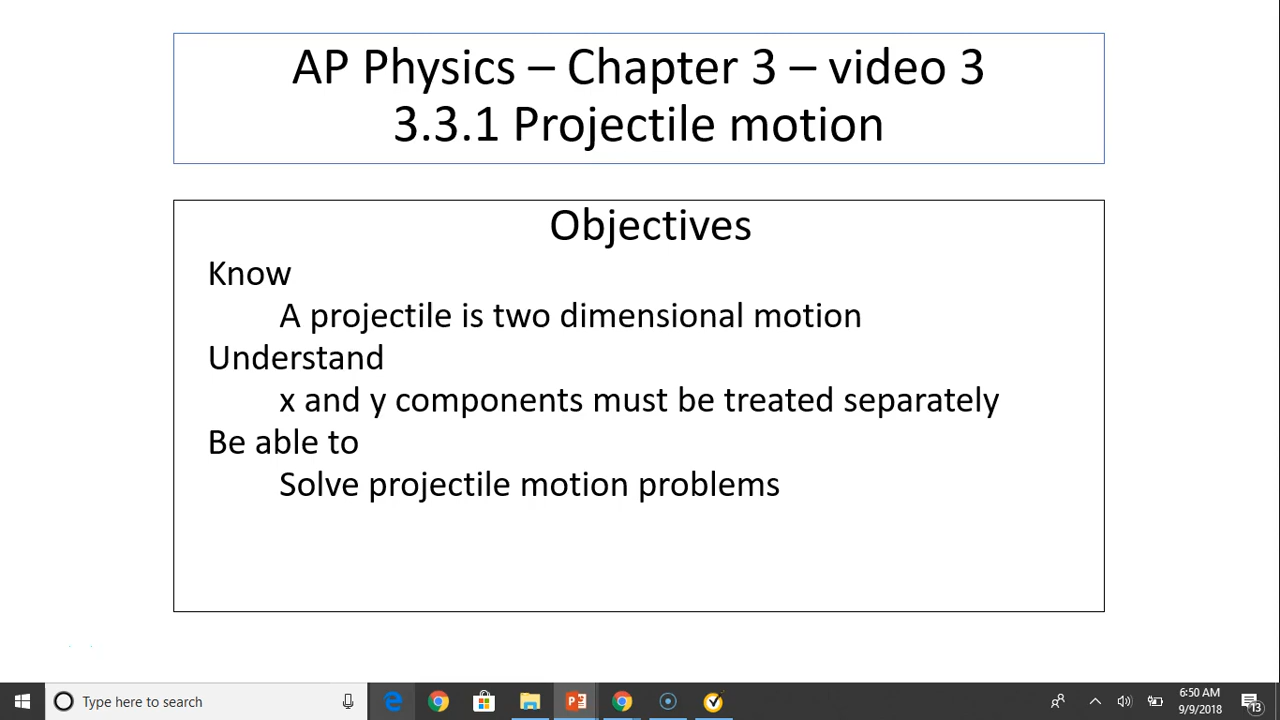 AP Physics – Chapter 3 – video 3
3.3.1 Projectile motion
Objectives
Know
A projectile is two dimensional motion
Understand
x and y components must be treated separately
Be able to
Solve projectile motion problems
Type here to search
6:50 AM
9/9/2018
13